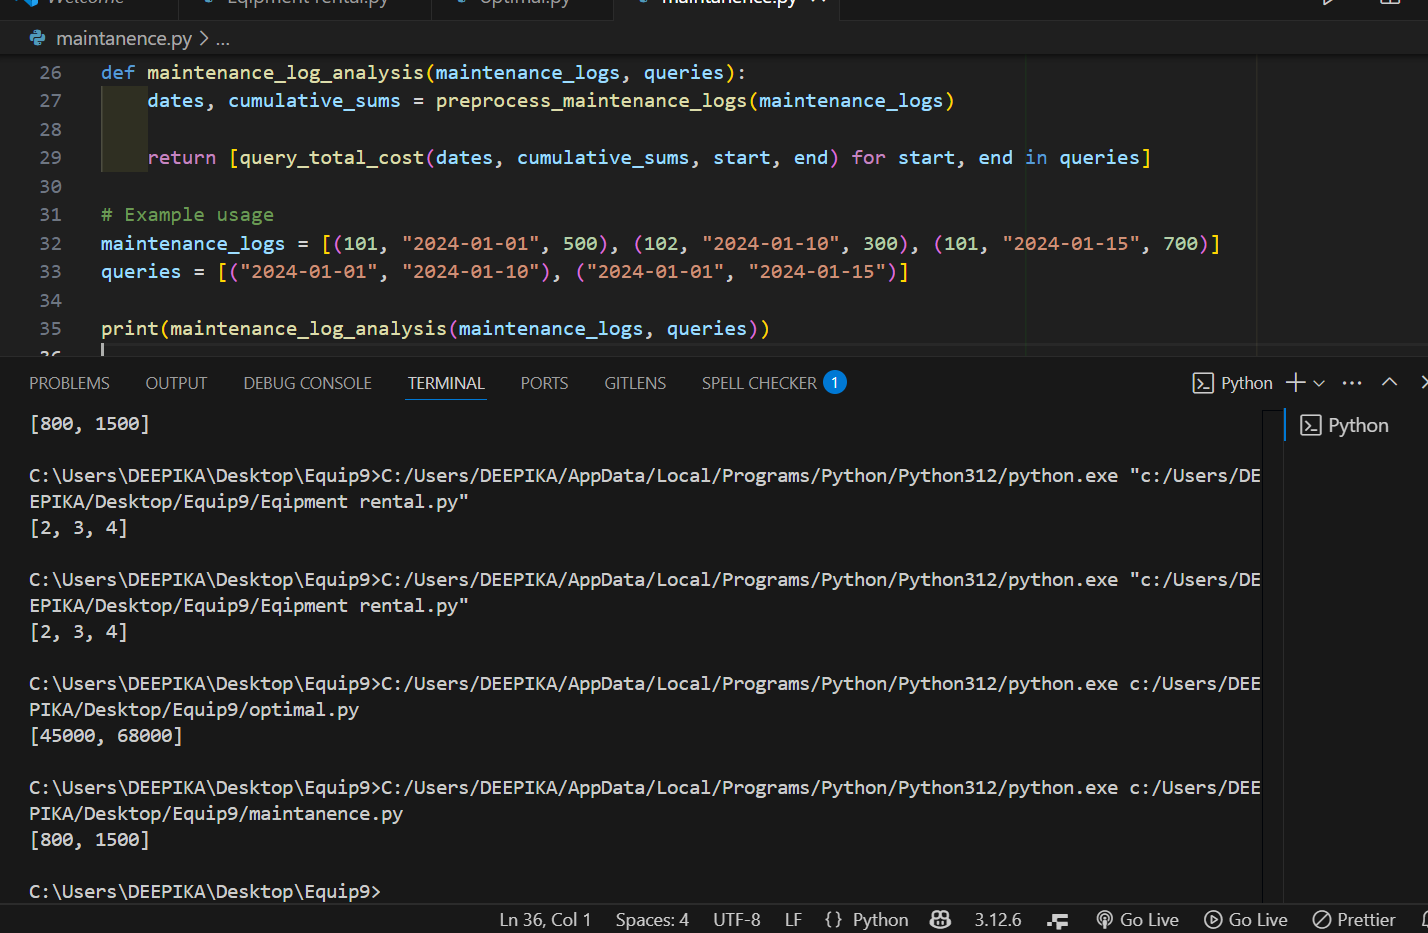 Welcome Eqipment rental.py optimal.py maintanence.py
maintanence.py > ...
26 def maintenance_log_analysis(maintenance_logs, queries):
27 dates, cumulative_sums = preprocess_maintenance_logs(maintenance_logs)
28
29 return [query_total_cost(dates, cumulative_sums, start, end) for start, end in queries]
30
31 # Example usage
32 maintenance_logs = [(101, "2024-01-01", 500), (102, "2024-01-10", 300), (101, "2024-01-15", 700)]
33 queries = [("2024-01-01", "2024-01-10"), ("2024-01-01", "2024-01-15")]
34
35 print(maintenance_log_analysis(maintenance_logs, queries))
36
PROBLEMS OUTPUT DEBUG CONSOLE TERMINAL PORTS GITLENS SPELL CHECKER 1 Python
Python
[800, 1500]
C:\Users\DEEPIKA\Desktop\Equip9>C:/Users/DEEPIKA/AppData/Local/Programs/Python/Python312/python.exe "c:/Users/DE
EPIKA/Desktop/Equip9/Eqipment rental.py"
[2, 3, 4]
C:\Users\DEEPIKA\Desktop\Equip9>C:/Users/DEEPIKA/AppData/Local/Programs/Python/Python312/python.exe "c:/Users/DE
EPIKA/Desktop/Equip9/Eqipment rental.py"
[2, 3, 4]
C:\Users\DEEPIKA\Desktop\Equip9>C:/Users/DEEPIKA/AppData/Local/Programs/Python/Python312/python.exe c:/Users/DEE
PIKA/Desktop/Equip9/optimal.py
[45000, 68000]
C:\Users\DEEPIKA\Desktop\Equip9>C:/Users/DEEPIKA/AppData/Local/Programs/Python/Python312/python.exe c:/Users/DEE
PIKA/Desktop/Equip9/maintanence.py
[800, 1500]
C:\Users\DEEPIKA\Desktop\Equip9>
Ln 36, Col 1 Spaces: 4 UTF-8 LF {} Python 3.12.6 Go Live Go Live Prettier